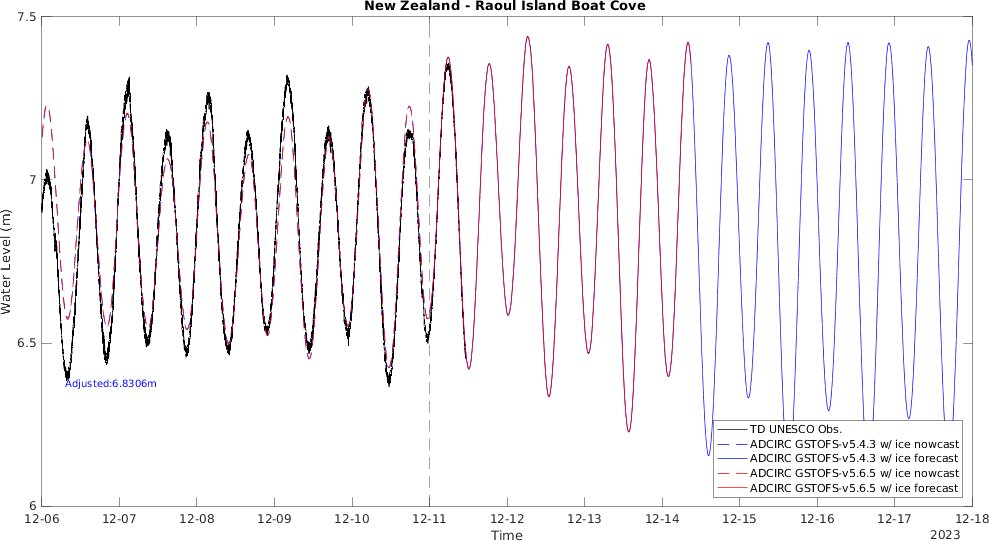 New Zealand - Raoul Island Boat Cove
7.5
7
6.5
6
Water Level (m)
Adjusted:6.8306m
TD UNESCO Obs.
ADCIRC GSTOFS-v5.4.3 w/ ice nowcast
ADCIRC GSTOFS-v5.4.3 w/ ice forecast
ADCIRC GSTOFS-v5.6.5 w/ ice nowcast
ADCIRC GSTOFS-v5.6.5 w/ ice forecast
12-06 12-07 12-08 12-09 12-10 12-11 12-12 12-13 12-14 12-15 12-16 12-17 12-18
Time
2023